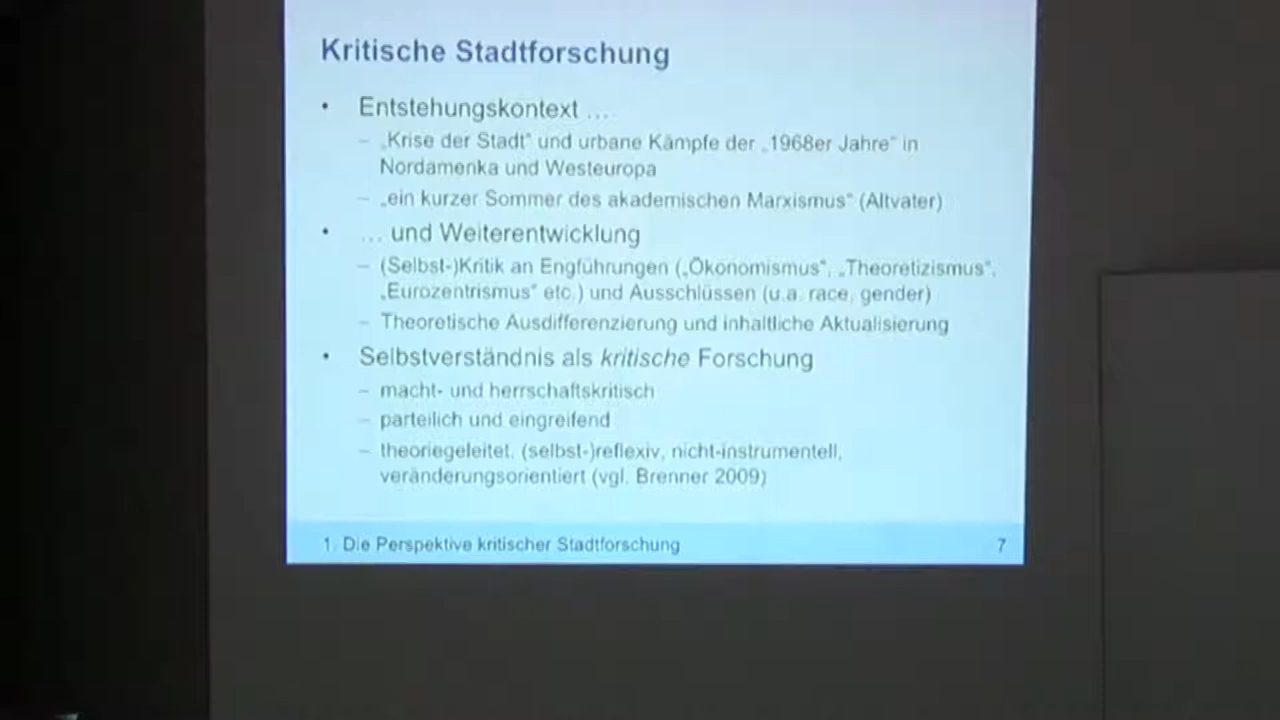 Kritische Stadtforschung
• Entstehungskontext ...
– „Krise der Stadt“ und urbane Kämpfe der „1968er Jahre“ in
Nordamerika und Westeuropa
– „ein kurzer Sommer des akademischen Marxismus“ (Altvater)
• ... und Weiterentwicklung
– (Selbst-)Kritik an Engführungen („Ökonomismus“, „Theoretizismus“,
„Eurozentrismus“ etc.) und Ausschlüssen (u.a. race, gender)
– Theoretische Ausdifferenzierung und inhaltliche Aktualisierung
• Selbstverständnis als kritische Forschung
– macht- und herrschaftskritisch
– parteilich und eingreifend
– theoriegeleitet, (selbst-)reflexiv, nicht-instrumentell,
veränderungsorientiert (vgl. Brenner 2009)
1. Die Perspektive kritischer Stadtforschung 7